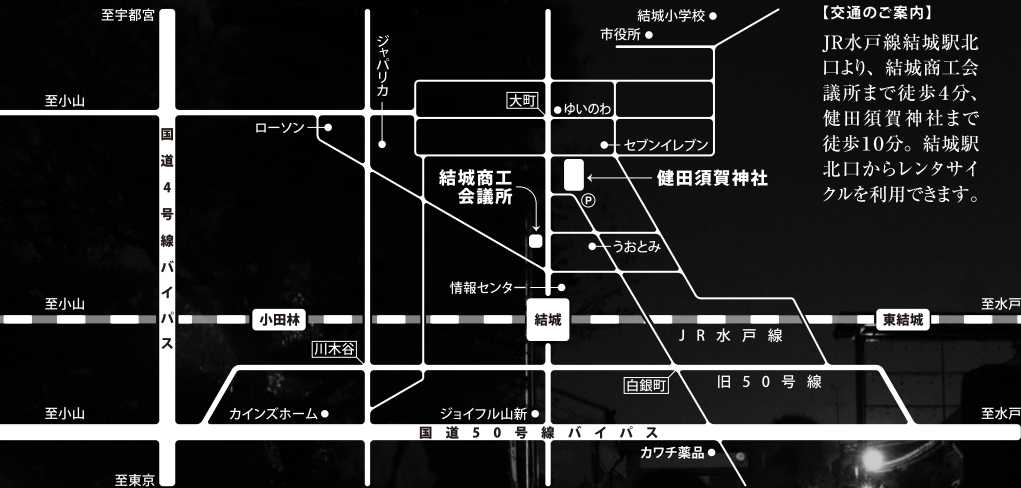 至宇都宮
結城小学校
市役所
【交通のご案内】
JR水戸線結城駅北
口より、結城商工会
議所まで徒歩4分、
健田須賀神社まで
徒歩10分。結城駅
北口からレンタサイ
クルを利用できます。
ジャパリカ
至小山
大町
ゆいのわ
ローソン
国道4号線バイパス
セブンイレブン
結城商工
会議所
健田須賀神社
P
うおとみ
情報センター
至小山
至水戸
小田林
結城
東結城
JR水戸線
川木谷
白銀町
旧50号線
至小山
カインズホーム
ジョイフル山新
至水戸
国道50号線バイパス
カワチ薬品
至東京